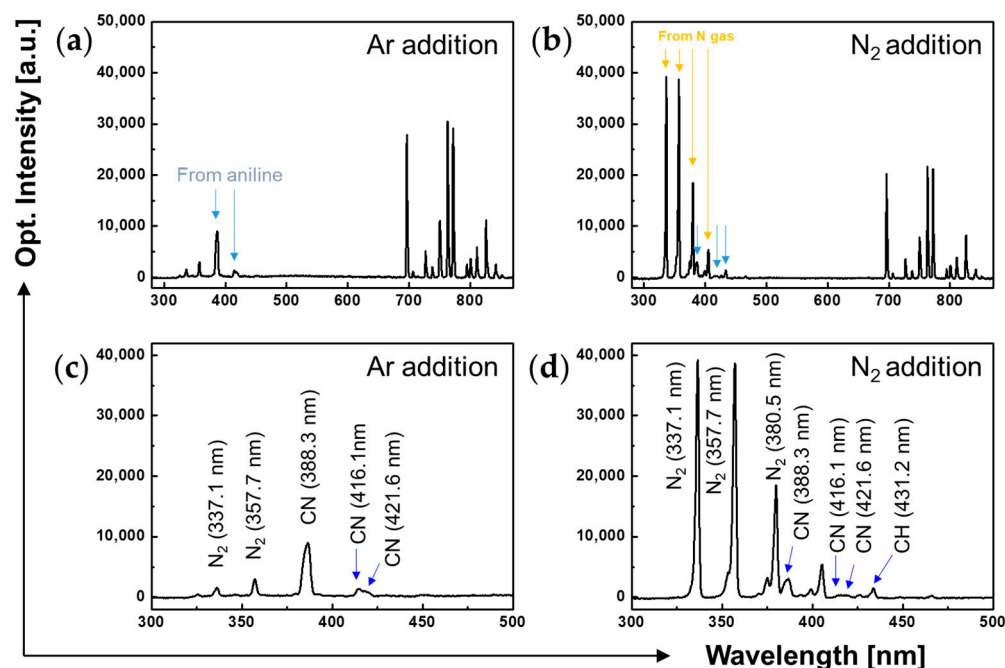 Opt. Intensity [a.u.]
(a)
Ar addition
50,000
40,000
30,000
20,000
10,000
0
From aniline
300 400 500 600 700 800
(b)
N₂ addition
50,000
40,000
30,000
20,000
10,000
0
From N gas
300 400 500 600 700 800
(c)
Ar addition
40,000
30,000
20,000
10,000
0
N₂ (337.1 nm)
N₂ (357.7 nm)
CN (388.3 nm)
CN (416.1nm
CN (421.6 nm)
300 350 400 450 500
(d)
N₂ addition
40,000
30,000
20,000
10,000
0
N₂ (337.1 nm)
N₂ (357.7 nm)
N₂ (380.5 nm)
CN (388.3 nm)
CN (416.1 nm)
CN (421.6 nm)
CH (431.2 nm)
300 350 400 450 500
Wavelength [nm]